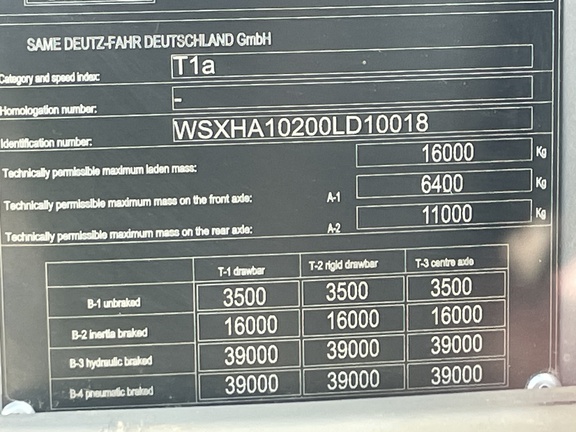 SAME DEUTZ-FAHR DEUTSCHLAND GmbH
Category and speed index: T1a
Homologation number: -
Identification number: WSXHA10200LD10018
Technically permissible maximum laden mass: 16000 Kg
Technically permissible maximum mass on the front axle: A-1 6400 Kg
Technically permissible maximum mass on the rear axle: A-2 11000 Kg
T-1 drawbar T-2 rigid drawbar T-3 centre axle
B-1 unbraked 3500 3500 3500
B-2 inertia braked 16000 16000 16000
B-3 hydraulic braked 39000 39000 39000
B-4 pneumatic braked 39000 39000 39000